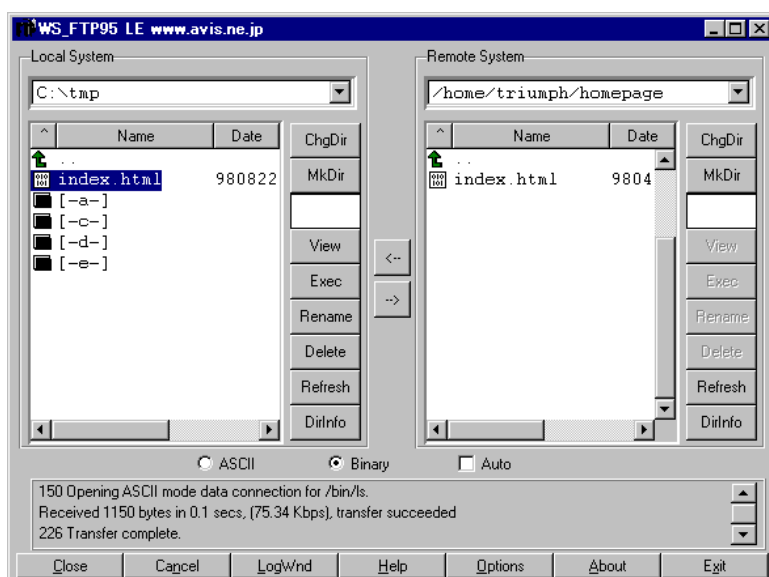 WS_FTP95 LE www.avis.ne.jp
Local System
C:\tmp
^ Name Date
..
index.html 980822
[-a-]
[-c-]
[-d-]
[-e-]
ChgDir
MkDir
View
Exec
Rename
Delete
Refresh
DirInfo
<--
-->
Remote System
/home/triumph/homepage
^ Name Date
..
index.html 9804
ChgDir
MkDir
View
Exec
Rename
Delete
Refresh
DirInfo
ASCII Binary Auto
150 Opening ASCII mode data connection for /bin/ls.
Received 1150 bytes in 0.1 secs, (75.34 Kbps), transfer succeeded
226 Transfer complete.
Close Cancel LogWnd Help Options About Exit